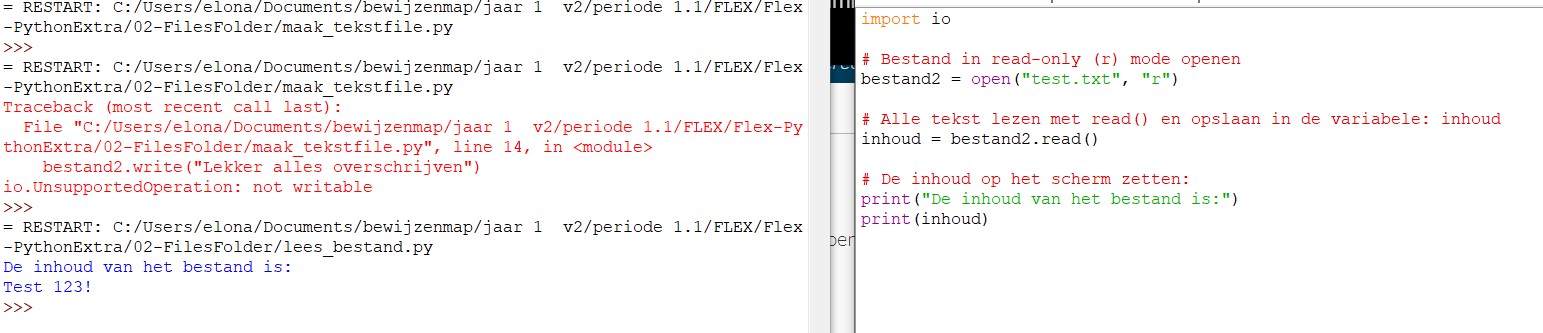 = RESTART: C:/Users/elona/Documents/bewijzenmap/jaar 1  v2/periode 1.1/FLEX/Flex
-PythonExtra/02-FilesFolder/maak_tekstfile.py
>>>
= RESTART: C:/Users/elona/Documents/bewijzenmap/jaar 1  v2/periode 1.1/FLEX/Flex
-PythonExtra/02-FilesFolder/maak_tekstfile.py
Traceback (most recent call last):
  File "C:/Users/elona/Documents/bewijzenmap/jaar 1  v2/periode 1.1/FLEX/Flex-Py
thonExtra/02-FilesFolder/maak_tekstfile.py", line 14, in <module>
    bestand2.write("Lekker alles overschrijven")
io.UnsupportedOperation: not writable
>>>
= RESTART: C:/Users/elona/Documents/bewijzenmap/jaar 1  v2/periode 1.1/FLEX/Flex
-PythonExtra/02-FilesFolder/lees_bestand.py
De inhoud van het bestand is:
Test 123!
>>>
import io
# Bestand in read-only (r) mode openen
bestand2 = open("test.txt", "r")
# Alle tekst lezen met read() en opslaan in de variabele: inhoud
inhoud = bestand2.read()
# De inhoud op het scherm zetten:
print("De inhoud van het bestand is:")
print(inhoud)